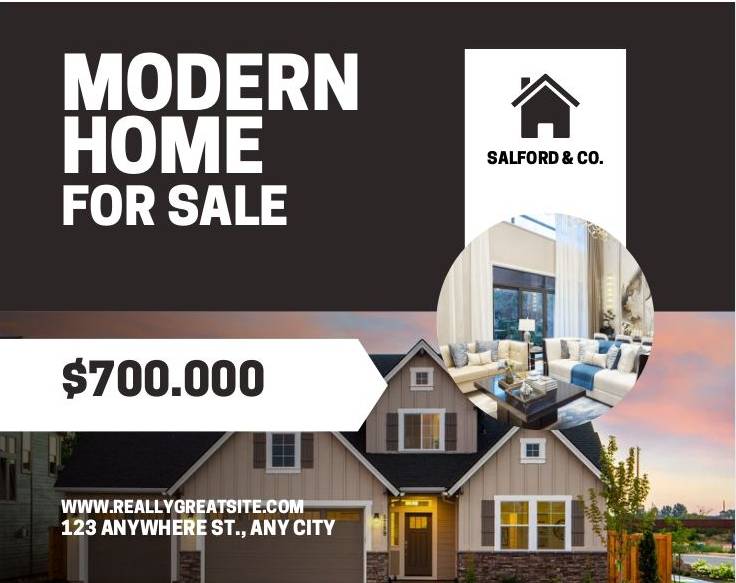 MODERN
HOME
FOR SALE
SALFORD & CO.
$700.000
WWW.REALLYGREATSITE.COM
123 ANYWHERE ST., ANY CITY